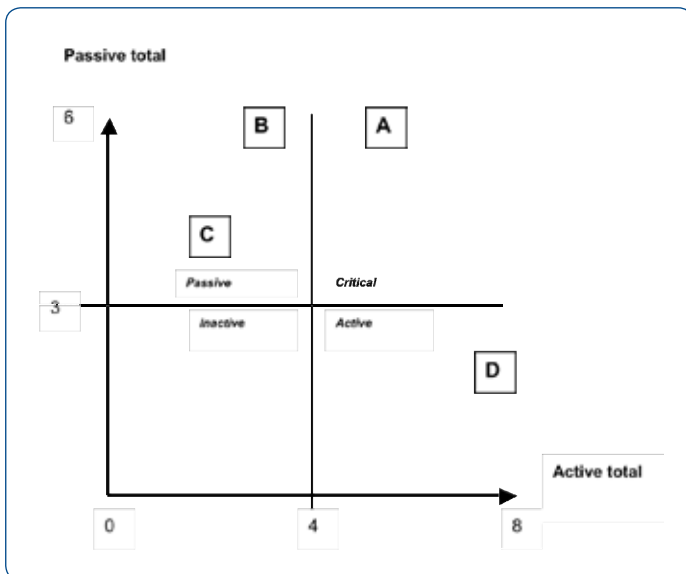 Passive total
6
B
A
C
Passive
Critical
3
Inactive
Active
D
Active total
0
4
8